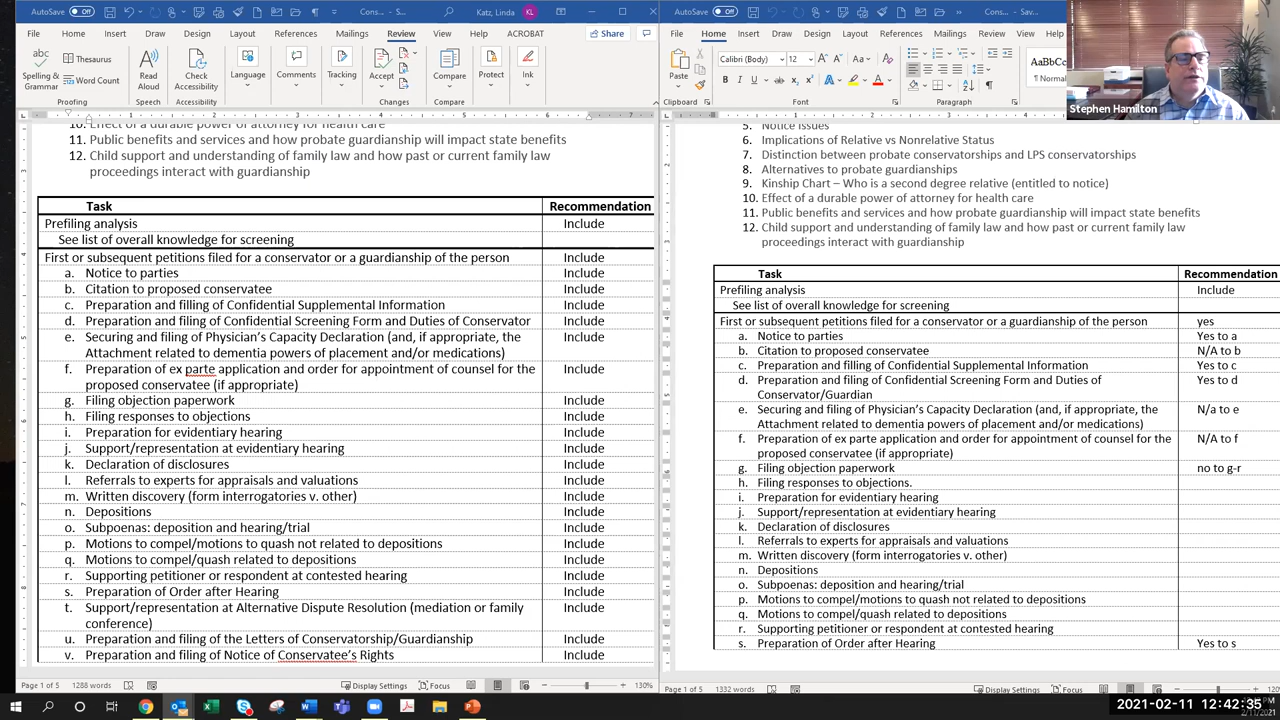 AutoSave Off Cons... - S... Katz, Linda KL
File Home Insert Draw Design Layout References Mailings Review View Help ACROBAT Share
Spelling & Grammar Thesaurus Word Count Read Aloud Check Accessibility Language Comments Tracking Accept Compare Protect Ink
Proofing Speech Accessibility Changes Compare Ink
10. Effect of a durable power of attorney for health care
11. Public benefits and services and how probate guardianship will impact state benefits
12. Child support and understanding of family law and how past or current family law
proceedings interact with guardianship
Task Recommendation
Prefiling analysis Include
See list of overall knowledge for screening
First or subsequent petitions filed for a conservator or a guardianship of the person Include
a. Notice to parties Include
b. Citation to proposed conservatee Include
c. Preparation and filling of Confidential Supplemental Information Include
d. Preparation and filing of Confidential Screening Form and Duties of Conservator Include
e. Securing and filing of Physician's Capacity Declaration (and, if appropriate, the Include
Attachment related to dementia powers of placement and/or medications)
f. Preparation of ex parte application and order for appointment of counsel for the Include
proposed conservatee (if appropriate)
g. Filing objection paperwork Include
h. Filing responses to objections Include
i. Preparation for evidentiary hearing Include
j. Support/representation at evidentiary hearing Include
k. Declaration of disclosures Include
l. Referrals to experts for appraisals and valuations Include
m. Written discovery (form interrogatories v. other) Include
n. Depositions Include
o. Subpoenas: deposition and hearing/trial Include
p. Motions to compel/motions to quash not related to depositions Include
q. Motions to compel/quash related to depositions Include
r. Supporting petitioner or respondent at contested hearing Include
s. Preparation of Order after Hearing Include
t. Support/representation at Alternative Dispute Resolution (mediation or family Include
conference)
u. Preparation and filing of the Letters of Conservatorship/Guardianship Include
v. Preparation and filing of Notice of Conservatee's Rights Include
Page 1 of 5 1288 words Display Settings Focus 130%
AutoSave Off Cons... - Sav...
File Home Insert Draw Design Layout References Mailings Review View
Paste Calibri (Body) 12 AaBbCc Normal
Clipboard Font Paragraph
Stephen Hamilton
5. Notice Issues
6. Implications of Relative vs Nonrelative Status
7. Distinction between probate conservatorships and LPS conservatorships
8. Alternatives to probate guardianships
9. Kinship Chart – Who is a second degree relative (entitled to notice)
10. Effect of a durable power of attorney for health care
11. Public benefits and services and how probate guardianship will impact state benefits
12. Child support and understanding of family law and how past or current family law
proceedings interact with guardianship
Task Recommendation
Prefiling analysis Include
See list of overall knowledge for screening
First or subsequent petitions filed for a conservator or a guardianship of the person yes
a. Notice to parties Yes to a
b. Citation to proposed conservatee N/A to b
c. Preparation and filling of Confidential Supplemental Information Yes to c
d. Preparation and filing of Confidential Screening Form and Duties of Yes to d
Conservator/Guardian
e. Securing and filing of Physician's Capacity Declaration (and, if appropriate, the N/a to e
Attachment related to dementia powers of placement and/or medications)
f. Preparation of ex parte application and order for appointment of counsel for the N/A to f
proposed conservatee (if appropriate)
g. Filing objection paperwork no to g-r
h. Filing responses to objections.
i. Preparation for evidentiary hearing
j. Support/representation at evidentiary hearing
k. Declaration of disclosures
l. Referrals to experts for appraisals and valuations
m. Written discovery (form interrogatories v. other)
n. Depositions
o. Subpoenas: deposition and hearing/trial
p. Motions to compel/motions to quash not related to depositions
q. Motions to compel/quash related to depositions
r. Supporting petitioner or respondent at contested hearing
s. Preparation of Order after Hearing Yes to s
Page 1 of 5 1332 words Display Settings Focus
2021-02-11 12:42:35